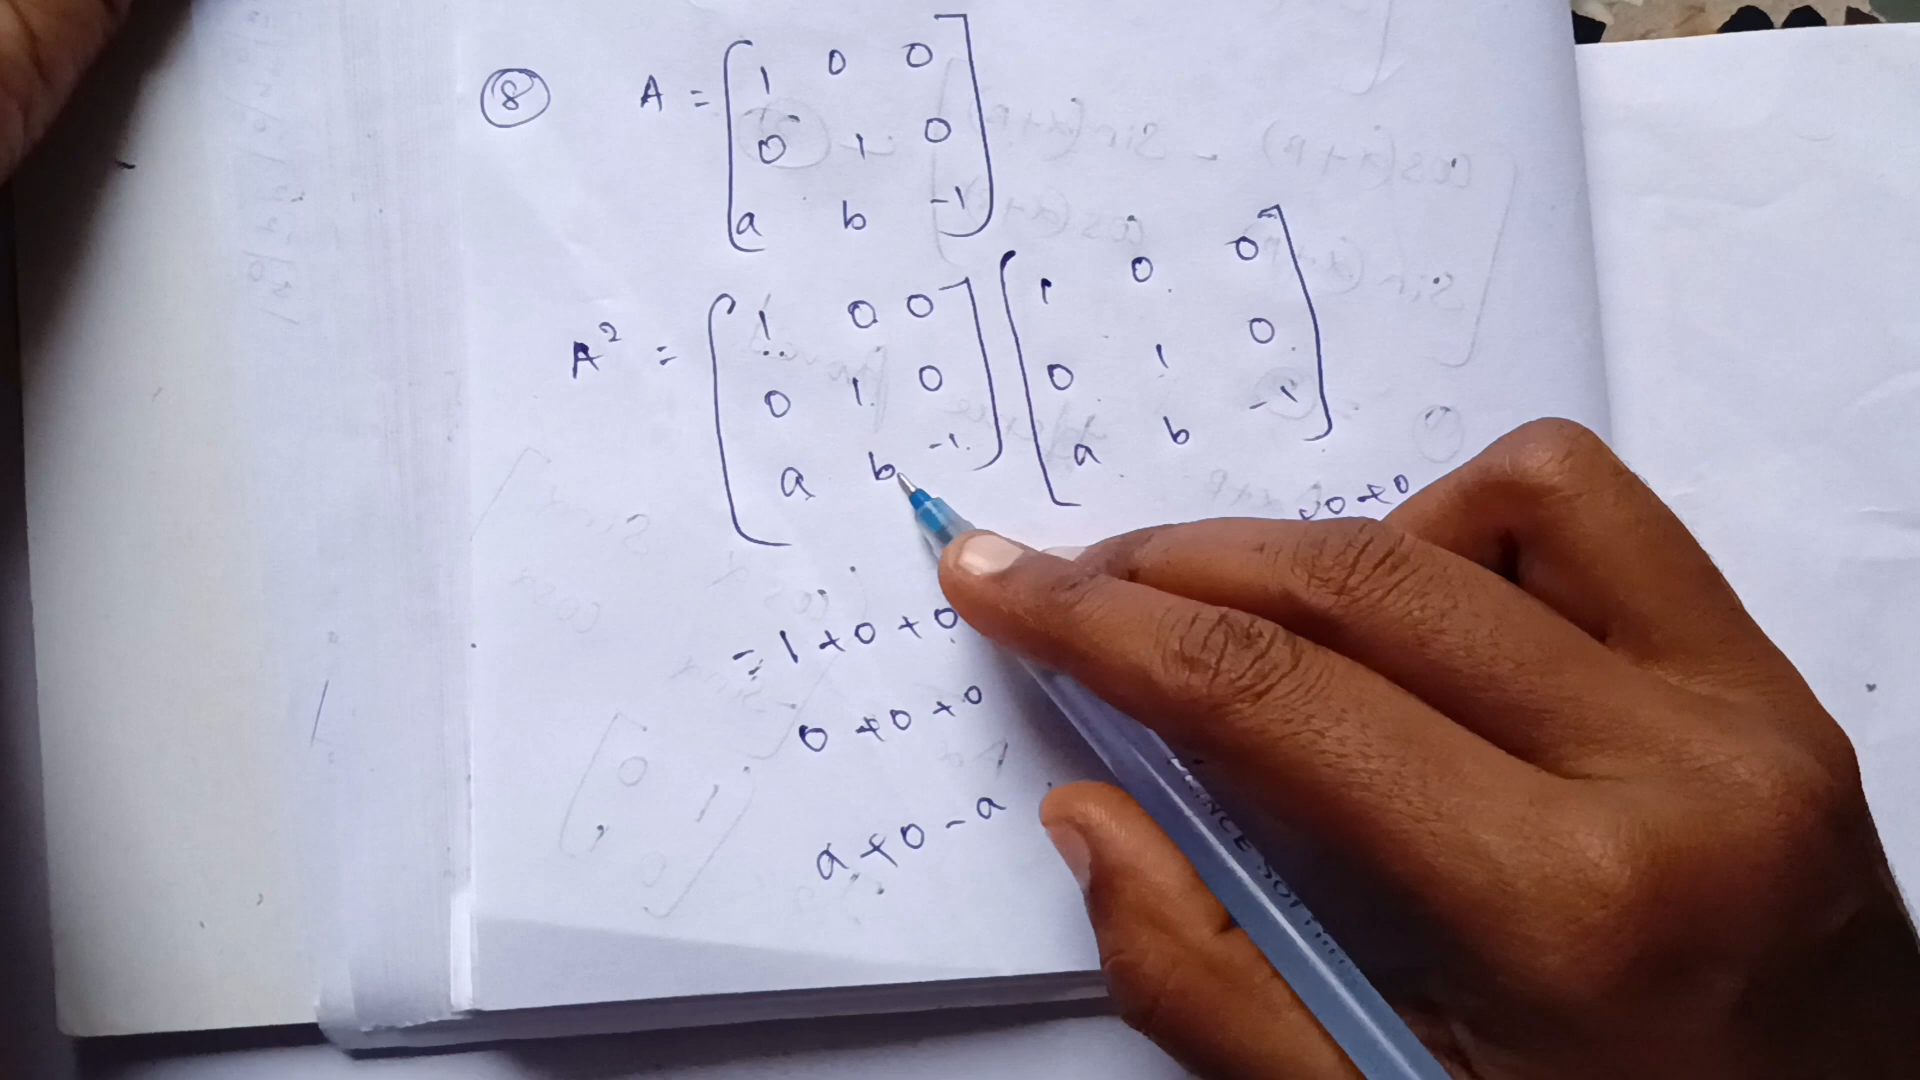 ⑧ A = [ 1 0 0
0 1 0
a b -1 ]
A² = [ 1 0 0 ] [ 1 0 0 ]
0 1 0 0 1 0
a b -1 a b -1
0+0
= 1+0+0
0+0+0
a+0-a